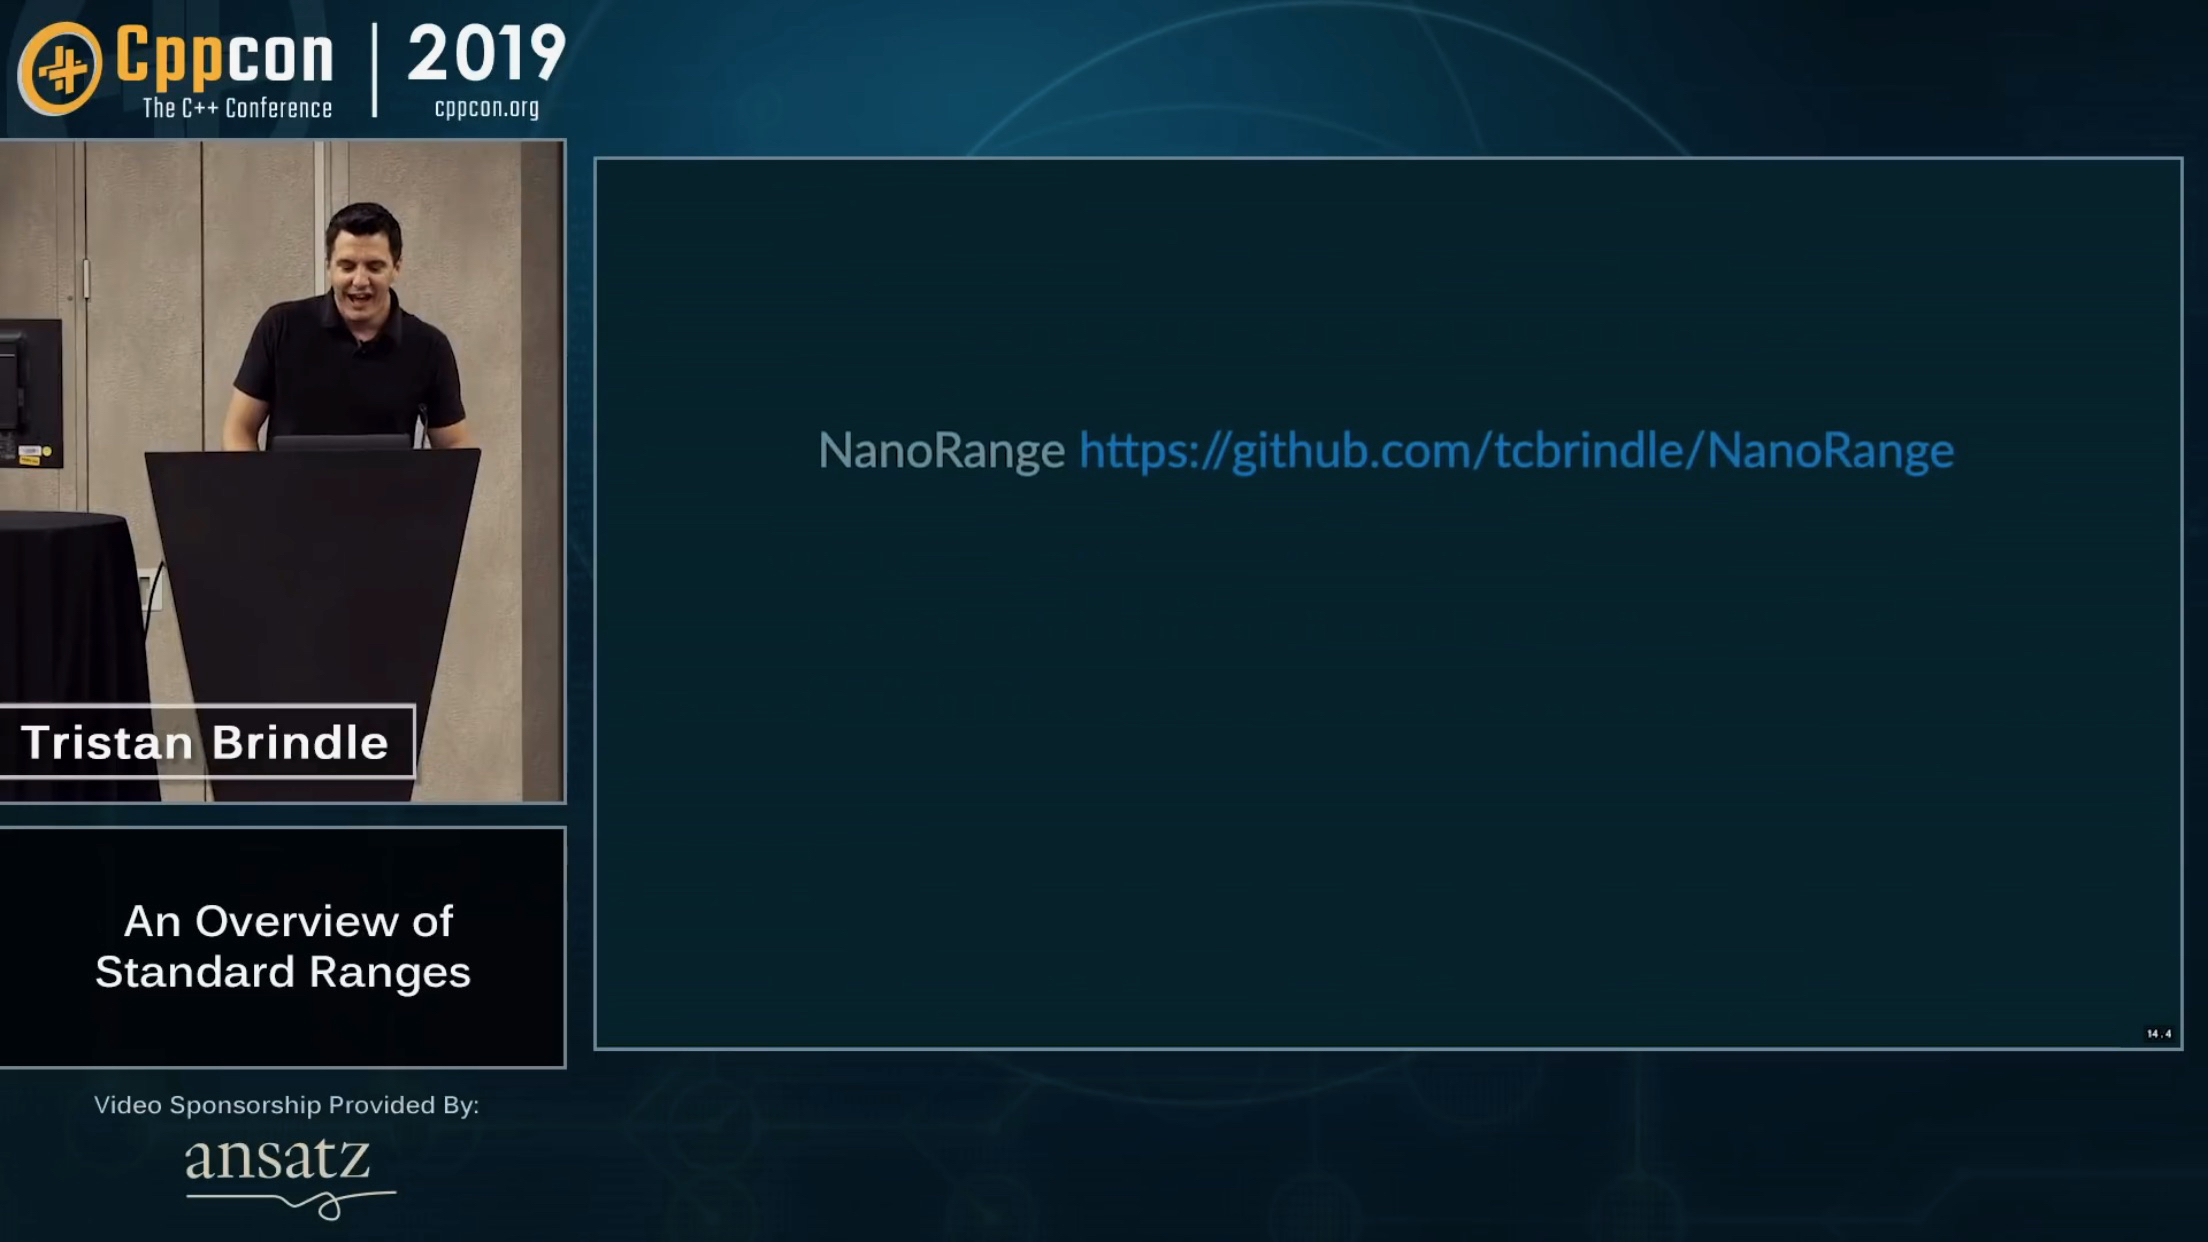 Cppcon
The C++ Conference
2019
cppcon.org
NanoRange https://github.com/tcbrindle/NanoRange
Tristan Brindle
An Overview of
Standard Ranges
14.4
Video Sponsorship Provided By:
ansatz